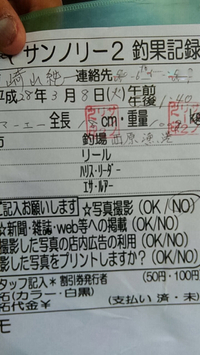 サンノリー2 釣果記録
連絡先
平成28年3月8日(火) 午前
午後 1:40
全長 cm・重量 kg
釣場
リール
ハリス・リーダー
エサ・ルアー
ご記入お願いします ☆写真撮影(OK/NO)
☆新聞・雑誌・web等への掲載(OK/NO)
影した写真の店内広告の利用(OK/NO)
影した写真をプリントしますか?(OK/NO)
タッフ記入*割引券発行者 (50円・100円)
拓(カラー・白黒)
拓代金¥ (支払い 済・未)
モ